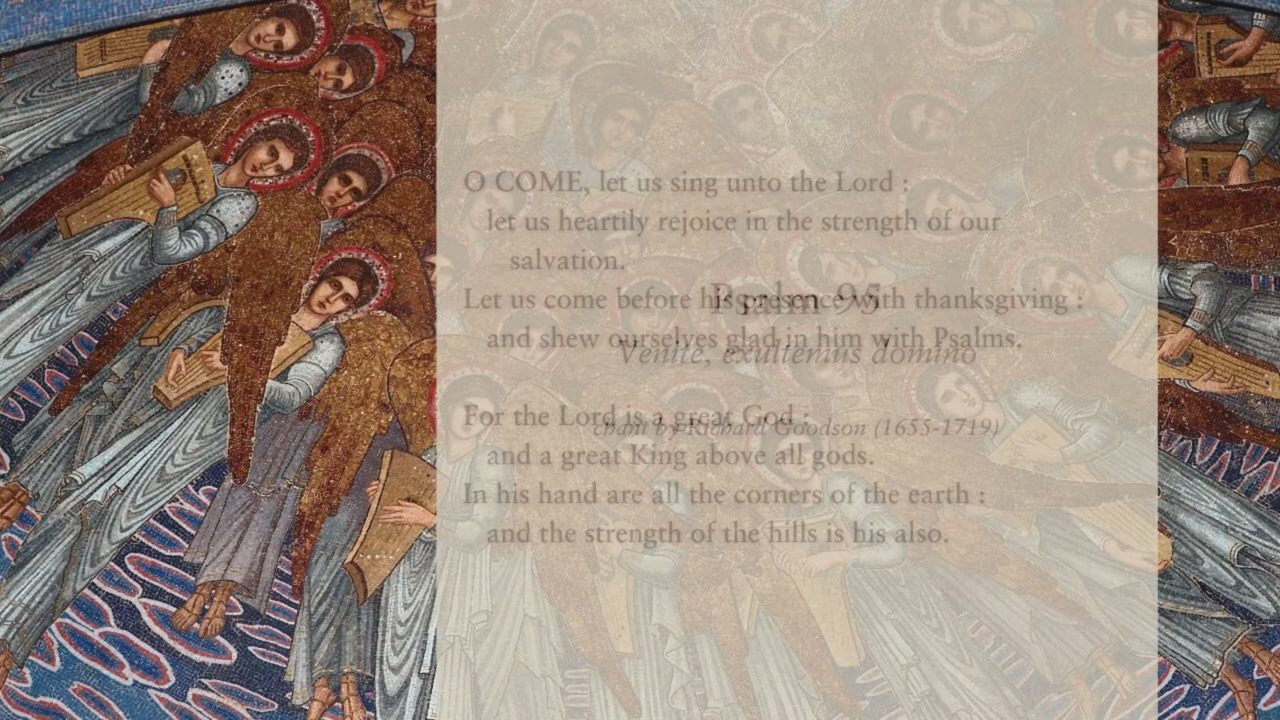 O COME, let us sing unto the Lord :
let us heartily rejoice in the strength of our
salvation.
Let us come before his presence with thanksgiving :
and shew ourselves glad in him with Psalms.
For the Lord is a great God :
and a great King above all gods.
In his hand are all the corners of the earth :
and the strength of the hills is his also.
Psalm 95
Venite, exultemus domino
chant by Richard Goodson (1655-1719)